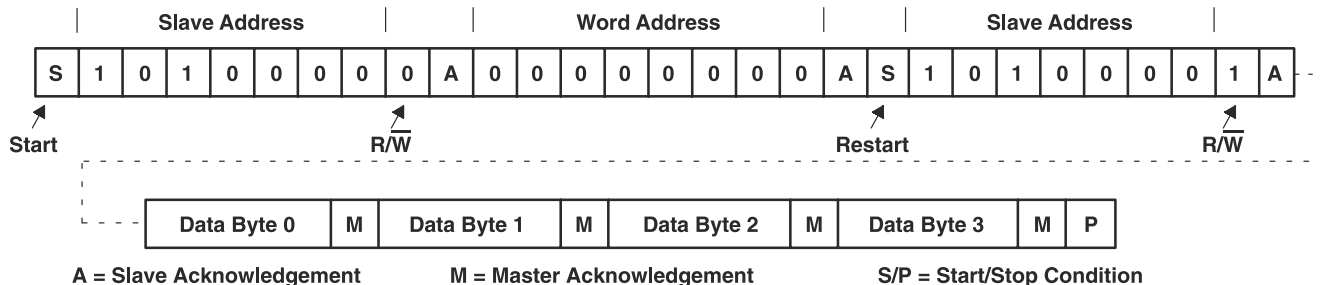 Slave Address Word Address Slave Address
S 1 0 1 0 0 0 0 0 A 0 0 0 0 0 0 0 0 A S 1 0 1 0 0 0 0 1 A
Start R/W̅ Restart R/W̅
Data Byte 0 M Data Byte 1 M Data Byte 2 M Data Byte 3 M P
A = Slave Acknowledgement M = Master Acknowledgement S/P = Start/Stop Condition